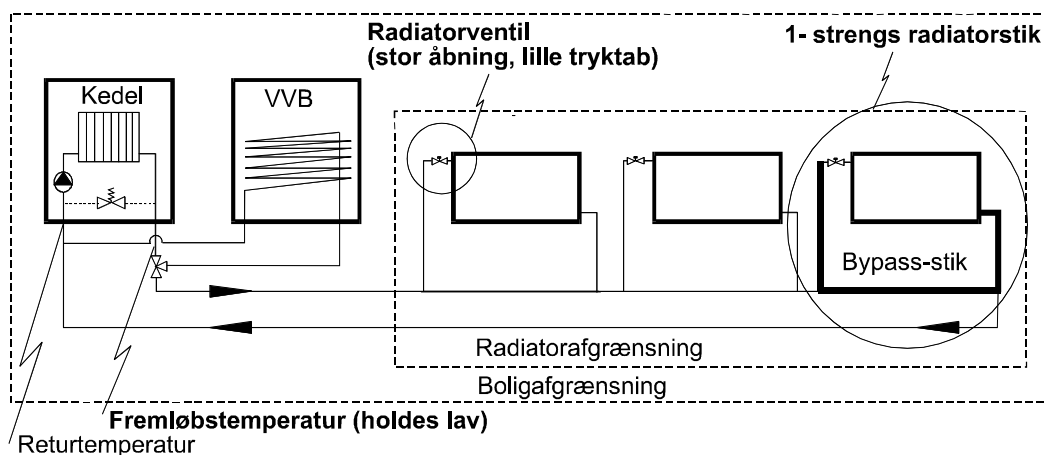 Radiatorventil
(stor åbning, lille tryktab)
1- strengs radiatorstik
Kedel
VVB
Bypass-stik
Radiatorafgrænsning
Boligafgrænsning
Fremløbstemperatur (holdes lav)
Returtemperatur